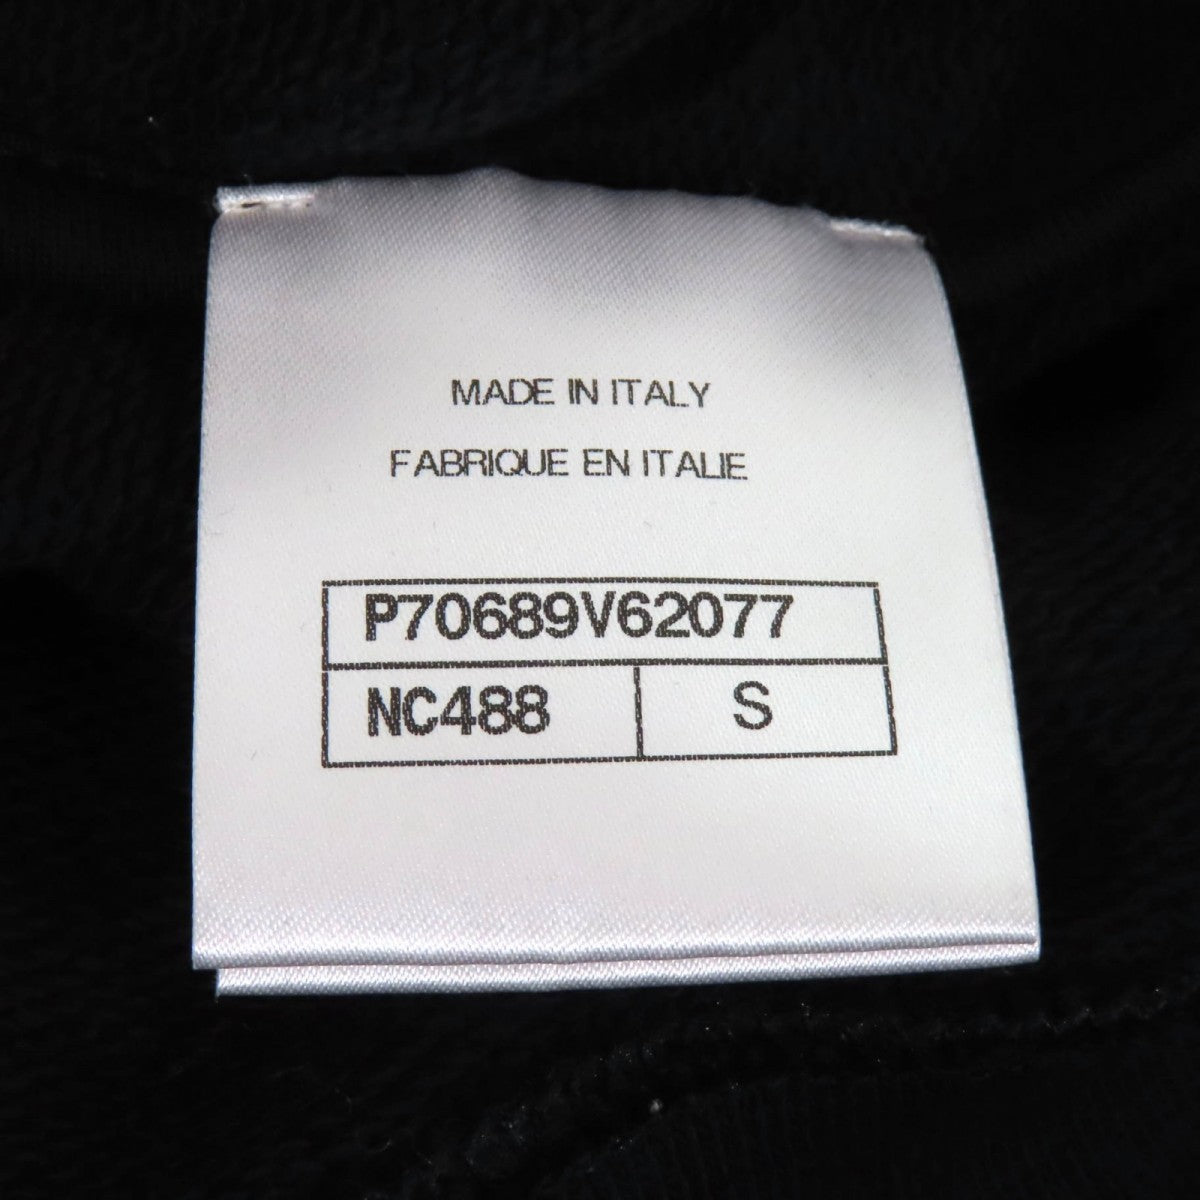 MADE IN ITALY
FABRIQUE EN ITALIE
P70689V62077
NC488 S